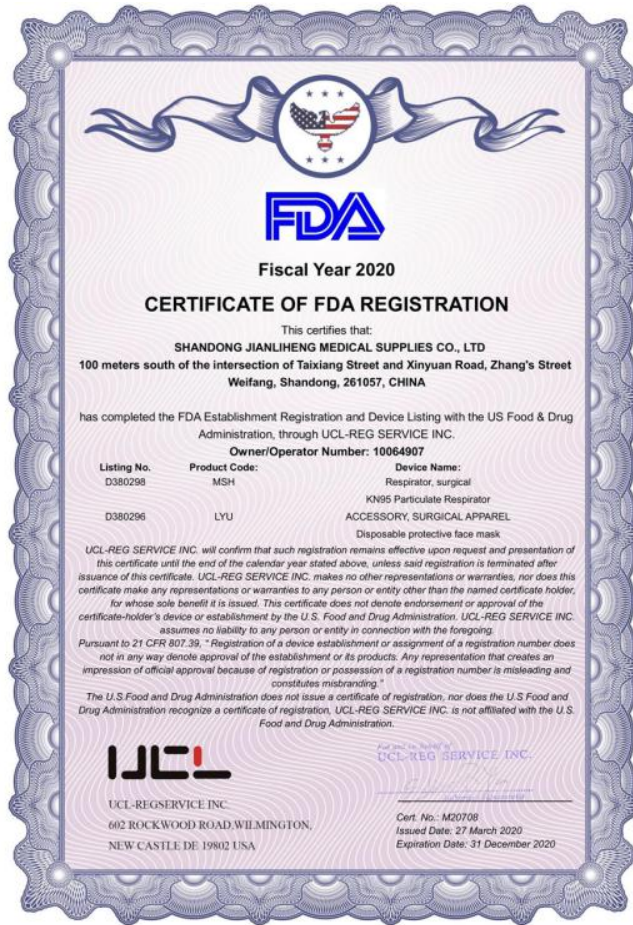 FDA
Fiscal Year 2020
CERTIFICATE OF FDA REGISTRATION
This certifies that:
SHANDONG JIANLIHENG MEDICAL SUPPLIES CO., LTD
100 meters south of the intersection of Taixiang Street and Xinyuan Road, Zhang's Street
Weifang, Shandong, 261057, CHINA
has completed the FDA Establishment Registration and Device Listing with the US Food & Drug
Administration, through UCL-REG SERVICE INC.
Owner/Operator Number: 10064907
Listing No. Product Code: Device Name:
D380298 MSH Respirator, surgical
KN95 Particulate Respirator
D380296 LYU ACCESSORY, SURGICAL APPAREL
Disposable protective face mask
UCL-REG SERVICE INC. will confirm that such registration remains effective upon request and presentation of
this certificate until the end of the calendar year stated above, unless said registration is terminated after
issuance of this certificate. UCL-REG SERVICE INC. makes no other representations or warranties, nor does this
certificate make any representations or warranties to any person or entity other than the named certificate holder,
for whose sole benefit it is issued. This certificate does not denote endorsement or approval of the
certificate-holder's device or establishment by the U.S. Food and Drug Administration. UCL-REG SERVICE INC.
assumes no liability to any person or entity in connection with the foregoing.
Pursuant to 21 CFR 807.39, " Registration of a device establishment or assignment of a registration number does
not in any way denote approval of the establishment or its products. Any representation that creates an
impression of official approval because of registration or possession of a registration number is misleading and
constitutes misbranding."
The U.S.Food and Drug Administration does not issue a certificate of registration, nor does the U.S Food and
Drug Administration recognize a certificate of registration, UCL-REG SERVICE INC. is not affiliated with the U.S.
Food and Drug Administration.
UCL
For and on behalf of
UCL-REG SERVICE INC.
UCL-REGSERVICE INC.
602 ROCKWOOD ROAD,WILMINGTON,
NEW CASTLE DE 19802 USA
Cert. No.: M20708
Issued Date: 27 March 2020
Expiration Date: 31 December 2020